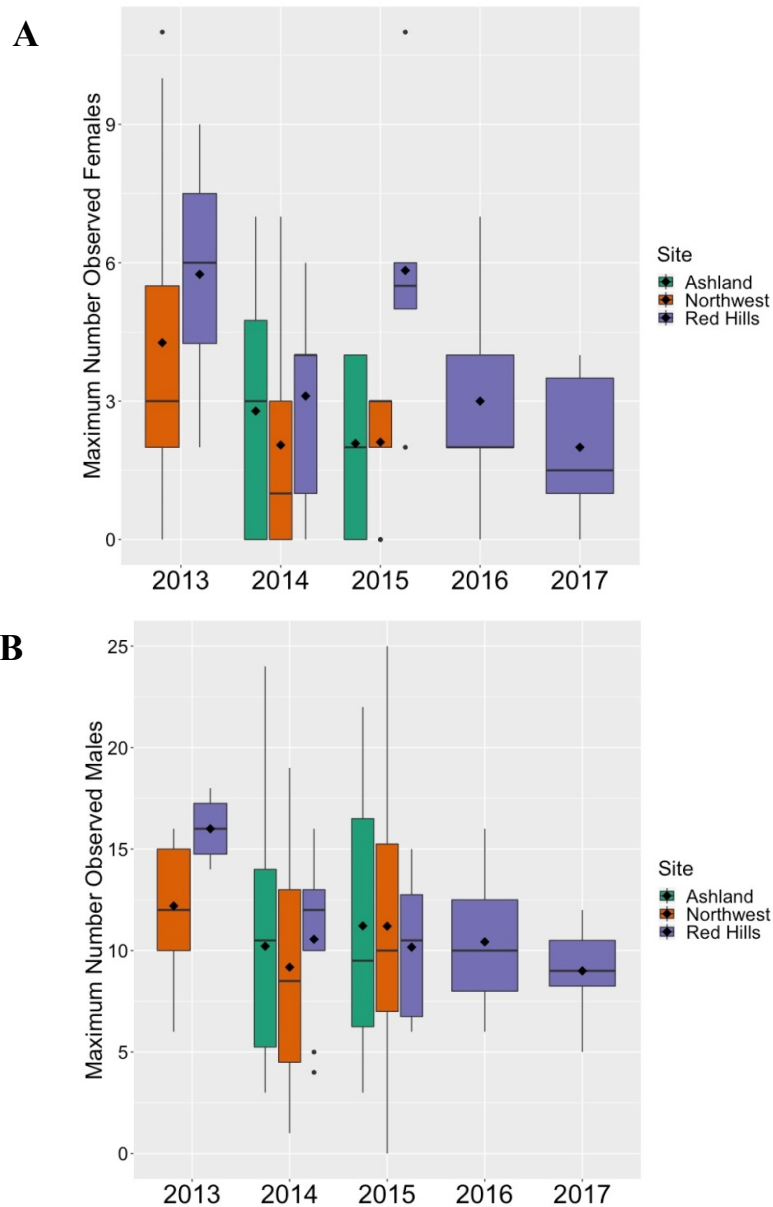 A
Maximum Number Observed Females
9
6
3
0
2013 2014 2015 2016 2017
Site
Ashland
Northwest
Red Hills
B
Maximum Number Observed Males
25
20
15
10
5
0
2013 2014 2015 2016 2017
Site
Ashland
Northwest
Red Hills